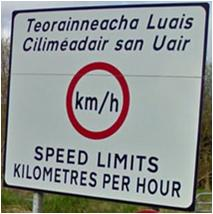 Teorainneacha Luais
Ciliméadair san Uair
km/h
SPEED LIMITS
KILOMETRES PER HOUR